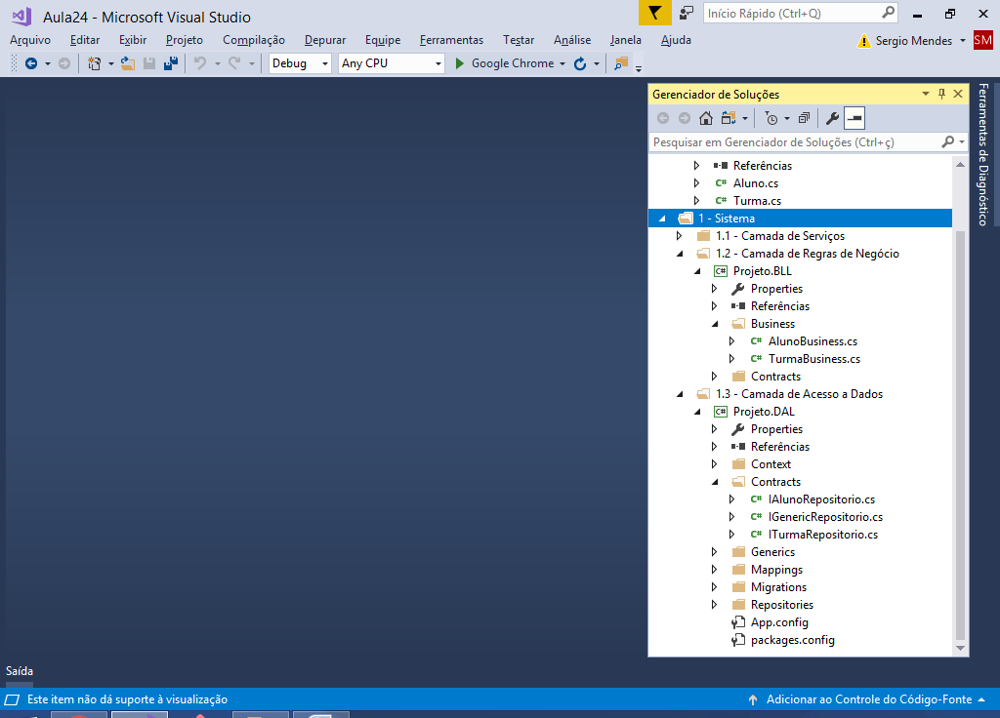 Aula24 - Microsoft Visual Studio
Início Rápido (Ctrl+Q)
Arquivo Editar Exibir Projeto Compilação Depurar Equipe Ferramentas Testar Análise Janela Ajuda
Sergio Mendes SM
Debug Any CPU Google Chrome
Gerenciador de Soluções
Pesquisar em Gerenciador de Soluções (Ctrl+ç)
Referências
C# Aluno.cs
C# Turma.cs
1 - Sistema
1.1 - Camada de Serviços
1.2 - Camada de Regras de Negócio
C# Projeto.BLL
Properties
Referências
Business
C# AlunoBusiness.cs
C# TurmaBusiness.cs
Contracts
1.3 - Camada de Acesso a Dados
C# Projeto.DAL
Properties
Referências
Context
Contracts
C# IAlunoRepositorio.cs
C# IGenericRepositorio.cs
C# ITurmaRepositorio.cs
Generics
Mappings
Migrations
Repositories
App.config
packages.config
Ferramentas de Diagnóstico
Saída
Este item não dá suporte à visualização
Adicionar ao Controle do Código-Fonte